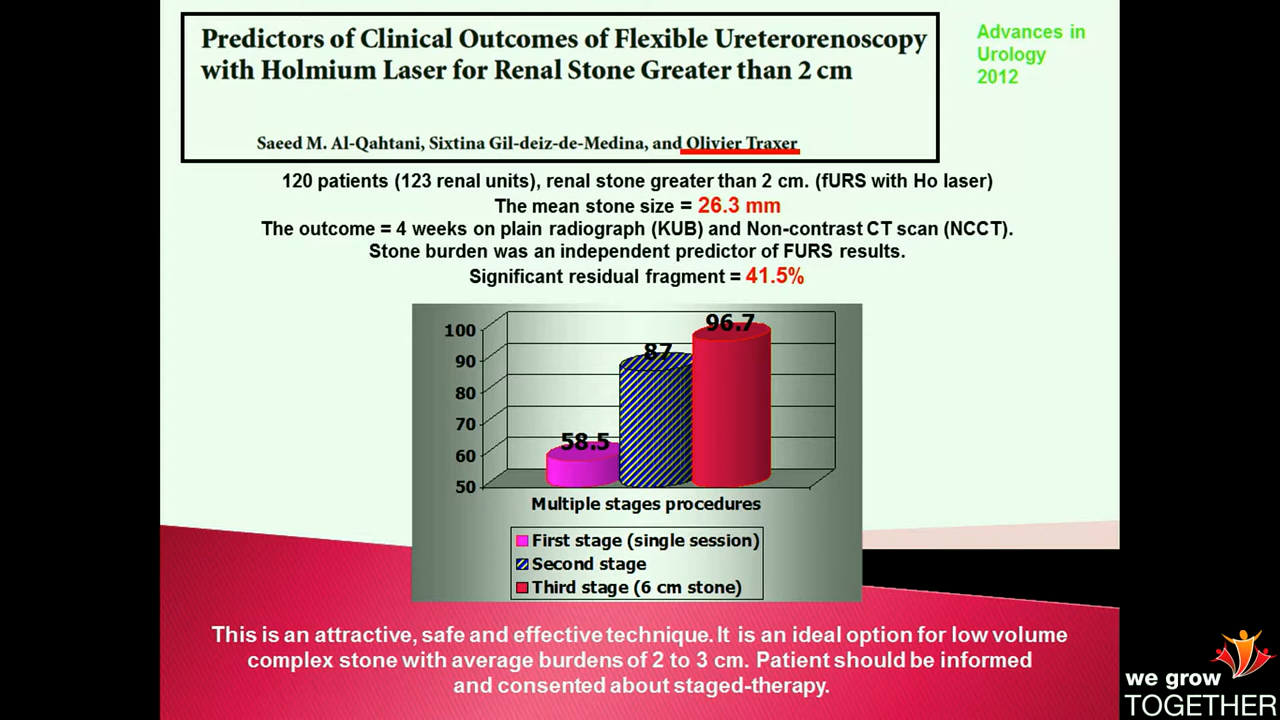 Predictors of Clinical Outcomes of Flexible Ureterorenoscopy
with Holmium Laser for Renal Stone Greater than 2 cm
Saeed M. Al-Qahtani, Sixtina Gil-deiz-de-Medina, and Olivier Traxer
Advances in
Urology
2012
120 patients (123 renal units), renal stone greater than 2 cm. (fURS with Ho laser)
The mean stone size = 26.3 mm
The outcome = 4 weeks on plain radiograph (KUB) and Non-contrast CT scan (NCCT).
Stone burden was an independent predictor of FURS results.
Significant residual fragment = 41.5%
100
90
80
70
60
50
58.5
87
96.7
Multiple stages procedures
First stage (single session)
Second stage
Third stage (6 cm stone)
This is an attractive, safe and effective technique. It is an ideal option for low volume
complex stone with average burdens of 2 to 3 cm. Patient should be informed
and consented about staged-therapy.
we grow
TOGETHER